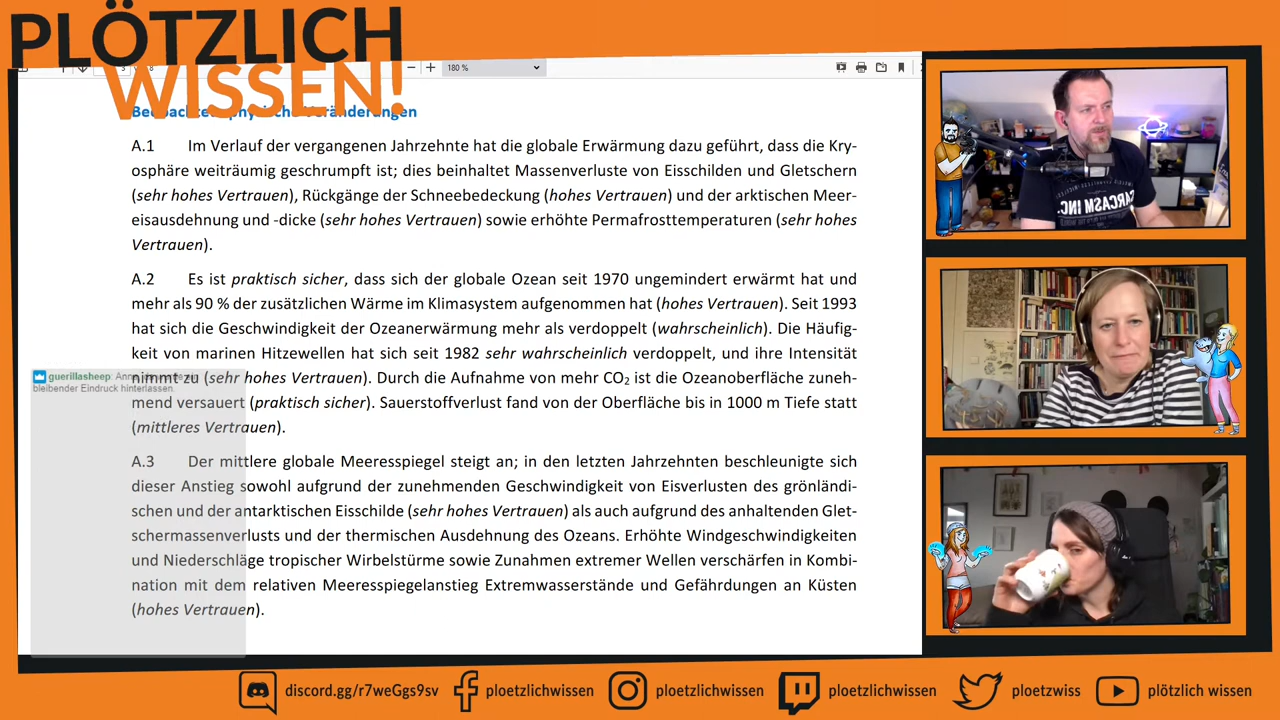 PLÖTZLICH
WISSEN!
180 %
Beobachtete physische Veränderungen
A.1 Im Verlauf der vergangenen Jahrzehnte hat die globale Erwärmung dazu geführt, dass die Kry-
osphäre weiträumig geschrumpft ist; dies beinhaltet Massenverluste von Eisschilden und Gletschern
(sehr hohes Vertrauen), Rückgänge der Schneebedeckung (hohes Vertrauen) und der arktischen Meer-
eisausdehnung und -dicke (sehr hohes Vertrauen) sowie erhöhte Permafrosttemperaturen (sehr hohes
Vertrauen).
A.2 Es ist praktisch sicher, dass sich der globale Ozean seit 1970 ungemindert erwärmt hat und
mehr als 90 % der zusätzlichen Wärme im Klimasystem aufgenommen hat (hohes Vertrauen). Seit 1993
hat sich die Geschwindigkeit der Ozeanerwärmung mehr als verdoppelt (wahrscheinlich). Die Häufig-
keit von marinen Hitzewellen hat sich seit 1982 sehr wahrscheinlich verdoppelt, und ihre Intensität
nimmt zu (sehr hohes Vertrauen). Durch die Aufnahme von mehr CO₂ ist die Ozeanoberfläche zuneh-
mend versauert (praktisch sicher). Sauerstoffverlust fand von der Oberfläche bis in 1000 m Tiefe statt
(mittleres Vertrauen).
A.3 Der mittlere globale Meeresspiegel steigt an; in den letzten Jahrzehnten beschleunigte sich
dieser Anstieg sowohl aufgrund der zunehmenden Geschwindigkeit von Eisverlusten des grönländi-
schen und der antarktischen Eisschilde (sehr hohes Vertrauen) als auch aufgrund des anhaltenden Glet-
schermassenverlusts und der thermischen Ausdehnung des Ozeans. Erhöhte Windgeschwindigkeiten
und Niederschläge tropischer Wirbelstürme sowie Zunahmen extremer Wellen verschärfen in Kombi-
nation mit dem relativen Meeresspiegelanstieg Extremwasserstände und Gefährdungen an Küsten
(hohes Vertrauen).
guerillasheep:
bleibender Eindruck hinterlassen.
SARCASM INC.
discord.gg/r7weGgs9sv
ploetzlichwissen
ploetzlichwissen
ploetzlichwissen
ploetzwiss
plötzlich wissen